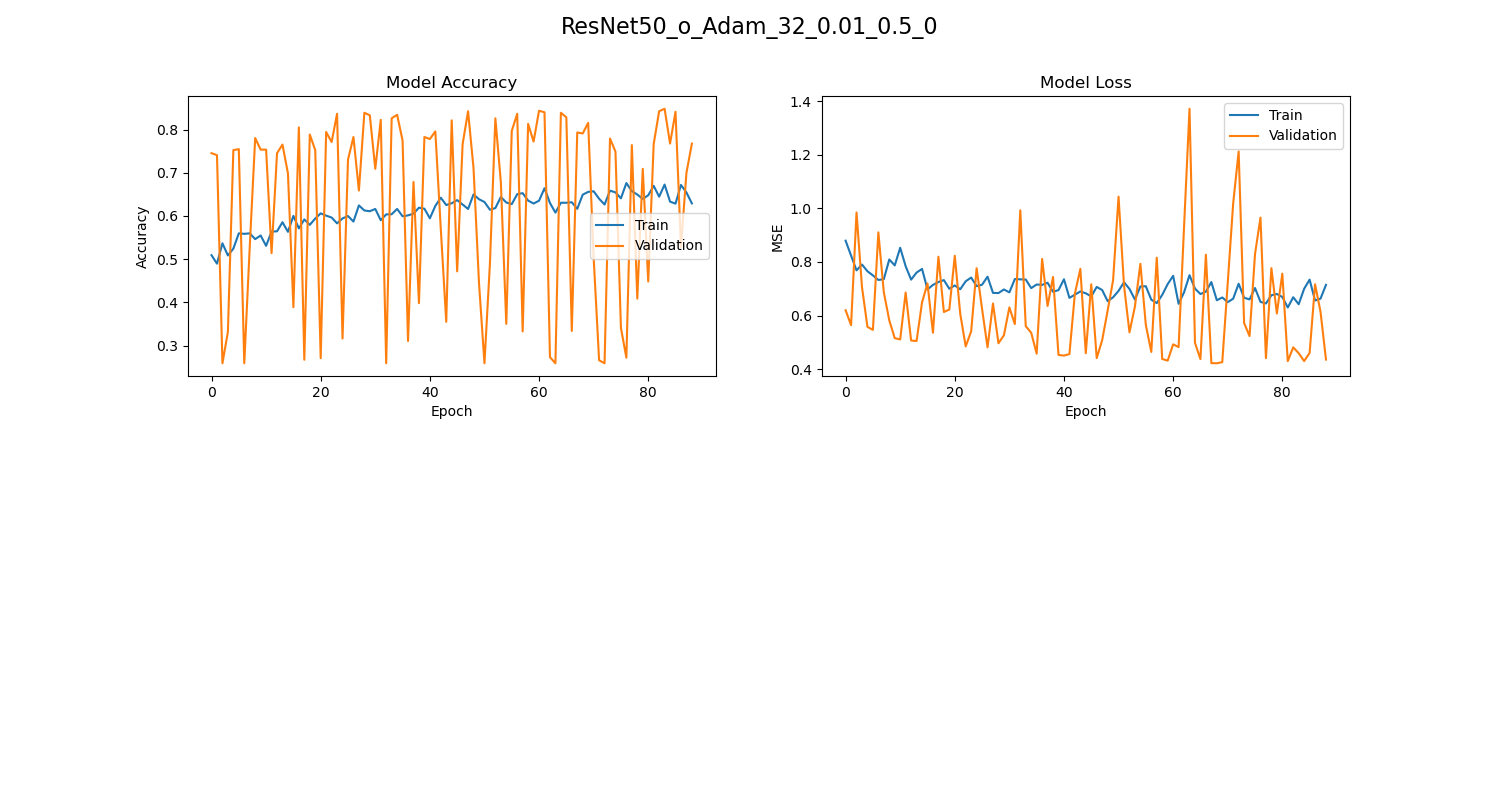 ResNet50_o_Adam_32_0.01_0.5_0
Model Accuracy
Accuracy
0.8
0.7
0.6
0.5
0.4
0.3
0
20
40
60
80
Epoch
Train
Validation
Model Loss
MSE
1.4
1.2
1.0
0.8
0.6
0.4
0
20
40
60
80
Epoch
Train
Validation